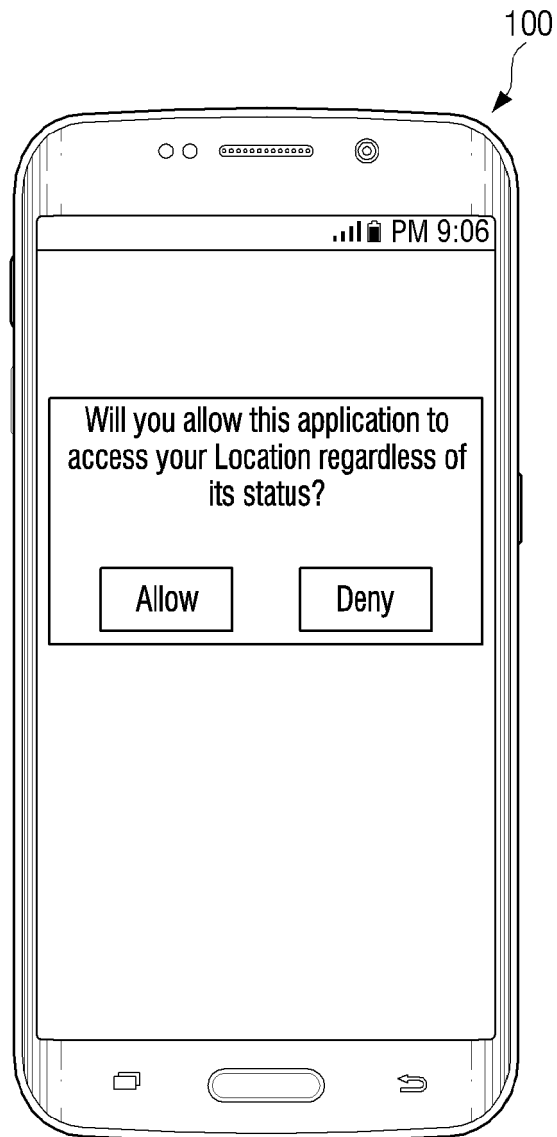 100
PM 9:06
Will you allow this application to
access your Location regardless of
its status?
Allow
Deny